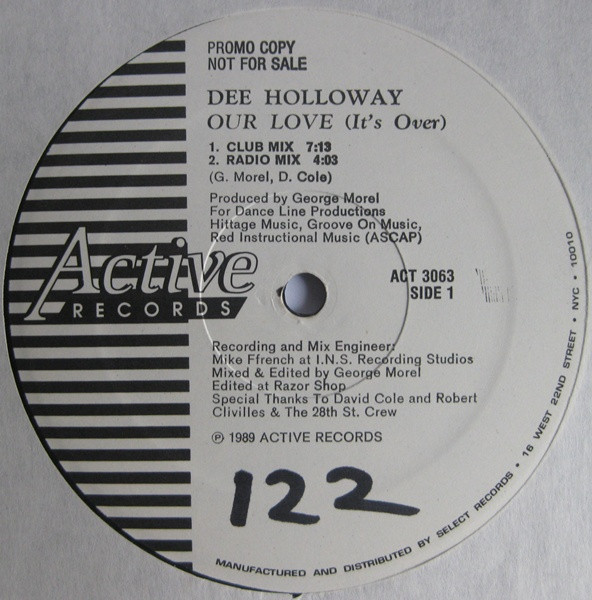 PROMO COPY
NOT FOR SALE
DEE HOLLOWAY
OUR LOVE (It's Over)
1. CLUB MIX 7:13
2. RADIO MIX 4:03
(G. Morel, D. Cole)
Produced by George Morel
For Dance Line Productions
Hittage Music, Groove On Music,
Red Instructional Music (ASCAP)
Active
RECORDS
ACT 3063
SIDE 1
Recording and Mix Engineer:
Mike Ffrench at I.N.S. Recording Studios
Mixed & Edited by George Morel
Edited at Razor Shop
Special Thanks To David Cole and Robert
Clivilles & The 28th St. Crew
℗ 1989 ACTIVE RECORDS
122
MANUFACTURED AND DISTRIBUTED BY SELECT RECORDS • 16 WEST 22ND STREET • NYC • 10010